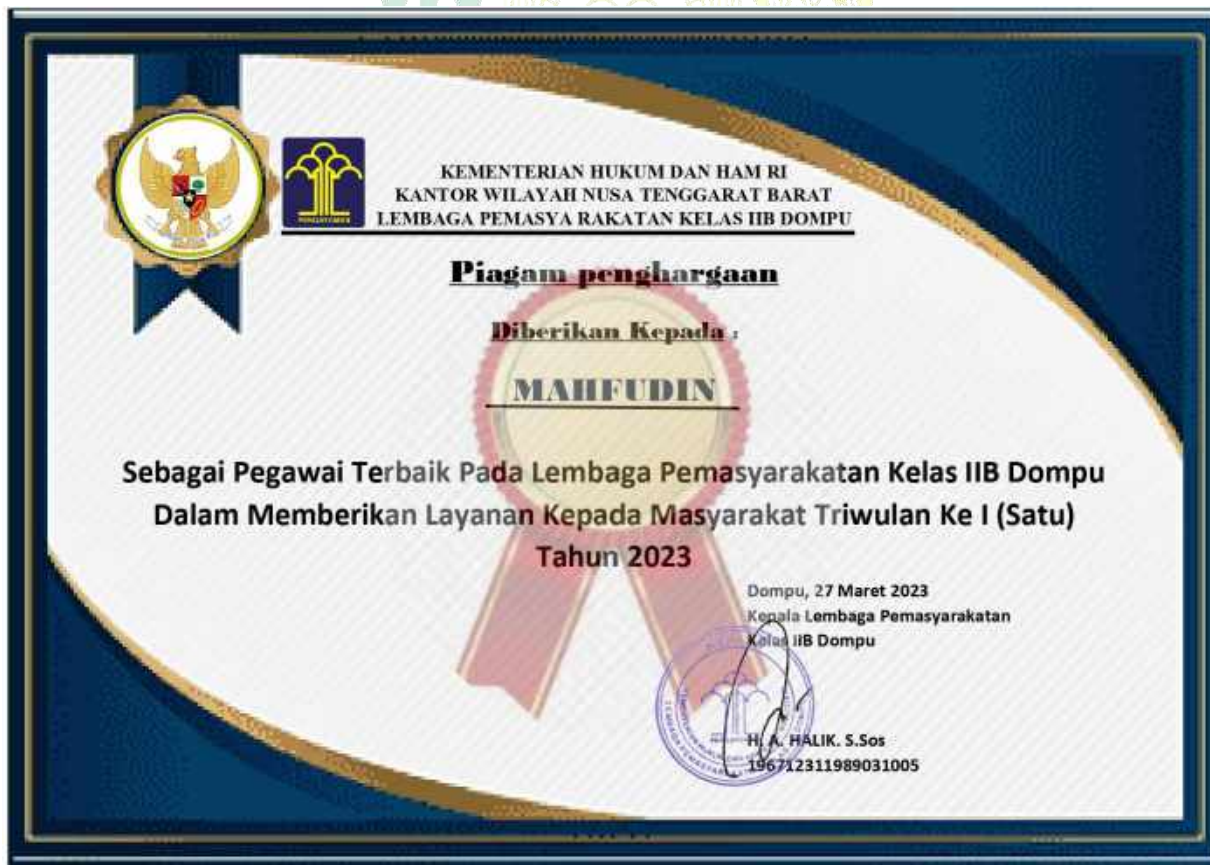 KEMENTERIAN HUKUM DAN HAM RI
KANTOR WILAYAH NUSA TENGGARAT BARAT
LEMBAGA PEMASYA RAKATAN KELAS IIB DOMPU
PENGAYOMAN
Piagam penghargaan
Diberikan Kepada :
MAHFUDIN
Sebagai Pegawai Terbaik Pada Lembaga Pemasyarakatan Kelas IIB Dompu
Dalam Memberikan Layanan Kepada Masyarakat Triwulan Ke I (Satu)
Tahun 2023
Dompu, 27 Maret 2023
Kepala Lembaga Pemasyarakatan
Kelas IIB Dompu
H. A. HALIK. S.Sos
196712311989031005